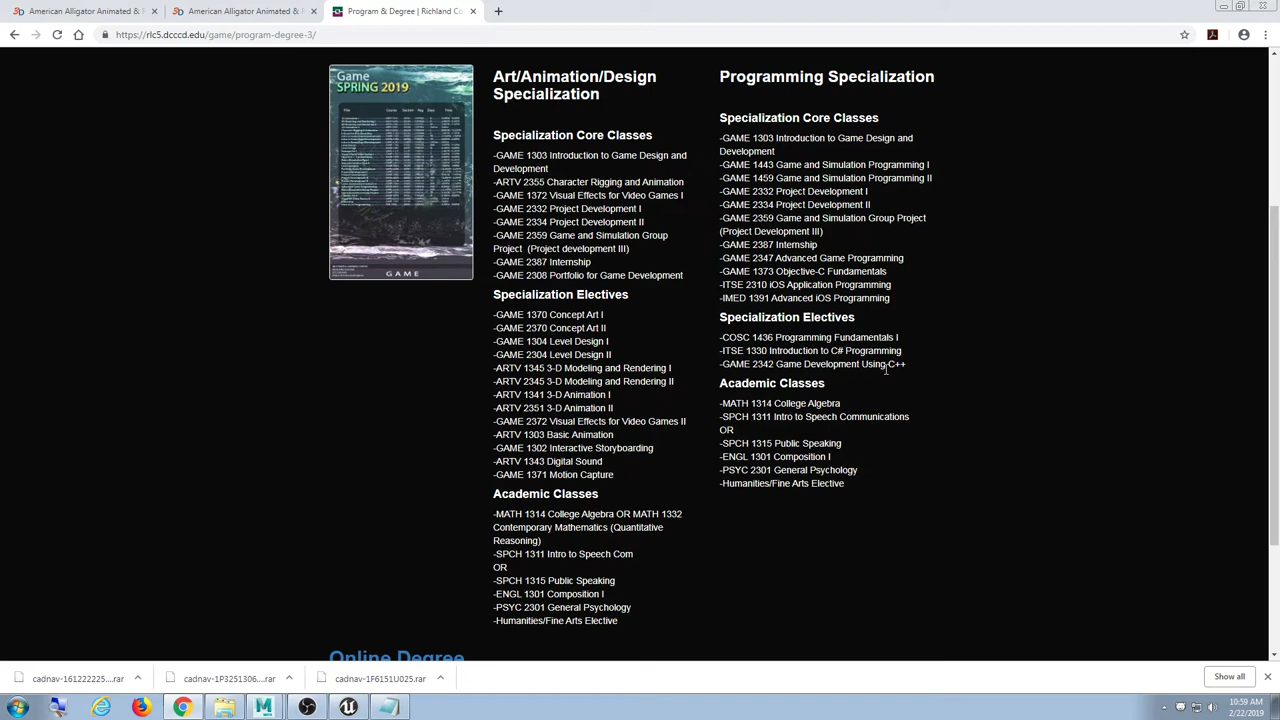 American Alligator Animated &
American Alligator Animated &
Program & Degree | Richland Co
https://rlc5.dcccd.edu/game/program-degree-3/
Game
SPRING 2019
GAME
Art/Animation/Design
Specialization
Specialization Core Classes
-GAME 1303 Introduction to Game Design and
Development
-ARTV 2355 Character Rigging and Animation
-GAME 1372 Visual Effects for Video Games I
-GAME 2332 Project Development I
-GAME 2334 Project Development II
-GAME 2359 Game and Simulation Group
Project (Project development III)
-GAME 2387 Internship
-GAME 2308 Portfolio for Game Development
Specialization Electives
-GAME 1370 Concept Art I
-GAME 2370 Concept Art II
-GAME 1304 Level Design I
-GAME 2304 Level Design II
-ARTV 1345 3-D Modeling and Rendering I
-ARTV 2345 3-D Modeling and Rendering II
-ARTV 1341 3-D Animation I
-ARTV 2351 3-D Animation II
-GAME 2372 Visual Effects for Video Games II
-ARTV 1303 Basic Animation
-GAME 1302 Interactive Storyboarding
-ARTV 1343 Digital Sound
-GAME 1371 Motion Capture
Academic Classes
-MATH 1314 College Algebra OR MATH 1332
Contemporary Mathematics (Quantitative
Reasoning)
-SPCH 1311 Intro to Speech Com
OR
-SPCH 1315 Public Speaking
-ENGL 1301 Composition I
-PSYC 2301 General Psychology
-Humanities/Fine Arts Elective
Programming Specialization
Specialization Core Classes
-GAME 1303 Introduction to Game Design and
Development
-GAME 1443 Game and Simulation Programming I
-GAME 1459 Game and Simulation Programming II
-GAME 2332 Project Development I
-GAME 2334 Project Development II
-GAME 2359 Game and Simulation Group Project
(Project Development III)
-GAME 2387 Internship
-GAME 2347 Advanced Game Programming
-GAME Objective-C Fundamentals
-ITSE 2310 iOS Application Programming
-IMED 1391 Advanced iOS Programming
Specialization Electives
-COSC 1436 Programming Fundamentals I
-ITSE 1330 Introduction to C# Programming
-GAME 2342 Game Development Using C++
Academic Classes
-MATH 1314 College Algebra
-SPCH 1311 Intro to Speech Communications
OR
-SPCH 1315 Public Speaking
-ENGL 1301 Composition I
-PSYC 2301 General Psychology
-Humanities/Fine Arts Elective
Online Degree
cadnav-161222225....rar
cadnav-1P3251306....rar
cadnav-1F6151U025.rar
Show all
10:59 AM
2/22/2019